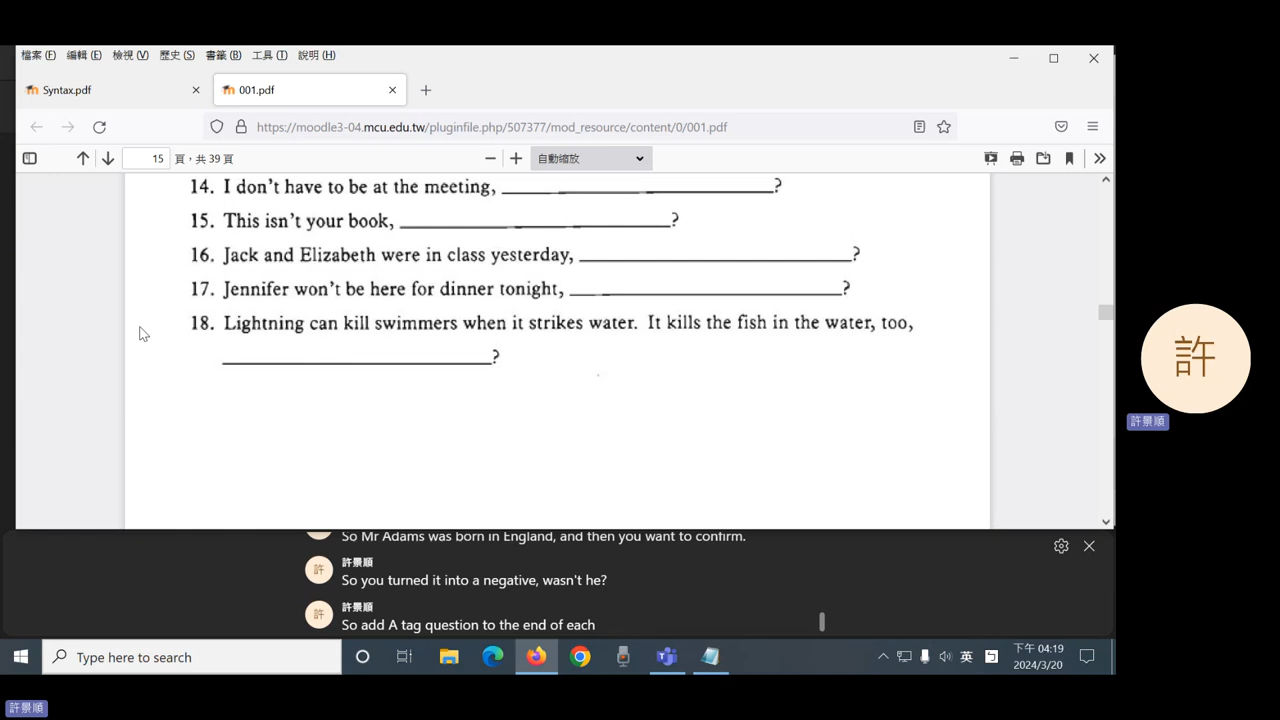 檔案 (F) 編輯 (E) 檢視 (V) 歷史 (S) 書籤 (B) 工具 (T) 說明 (H)
Syntax.pdf 001.pdf
https://moodle3-04.mcu.edu.tw/pluginfile.php/507377/mod_resource/content/0/001.pdf
15 頁，共 39 頁 自動縮放
14. I don't have to be at the meeting, ____________________?
15. This isn't your book, ____________________?
16. Jack and Elizabeth were in class yesterday, ____________________?
17. Jennifer won't be here for dinner tonight, ____________________?
18. Lightning can kill swimmers when it strikes water. It kills the fish in the water, too,
____________________?
許
許景順
So Mr Adams was born in England, and then you want to confirm.
許 許景順
So you turned it into a negative, wasn't he?
許 許景順
So add A tag question to the end of each
Type here to search
英
下午 04:19
2024/3/20
許景順